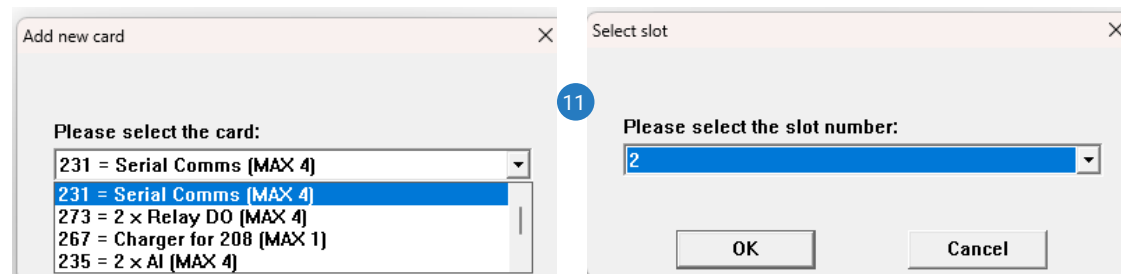 Add new card
Please select the card:
231 = Serial Comms (MAX 4)
231 = Serial Comms (MAX 4)
273 = 2 x Relay DO (MAX 4)
267 = Charger for 208 (MAX 1)
235 = 2 x AI (MAX 4)
11
Select slot
Please select the slot number:
2
OK Cancel